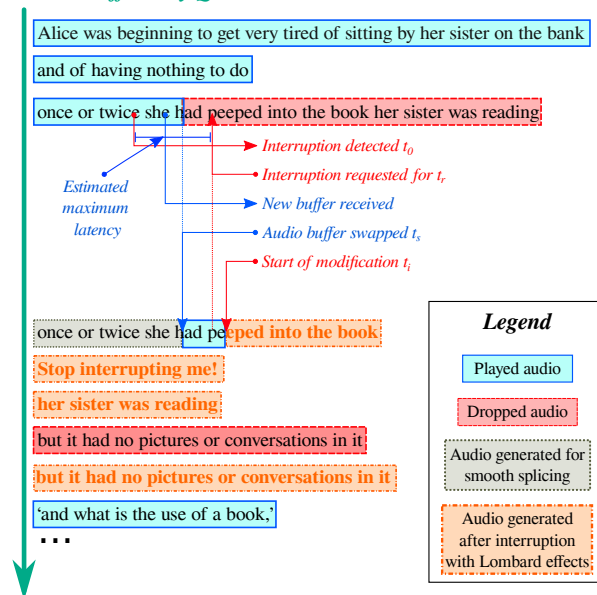 Alice was beginning to get very tired of sitting by her sister on the bank
and of having nothing to do
once or twice she had peeped into the book her sister was reading
Interruption detected t0
Interruption requested for tr
Estimated
maximum
latency
New buffer received
Audio buffer swapped ts
Start of modification ti
once or twice she had peeped into the book
Stop interrupting me!
her sister was reading
but it had no pictures or conversations in it
but it had no pictures or conversations in it
‘and what is the use of a book,’
...
Legend
Played audio
Dropped audio
Audio generated for
smooth splicing
Audio generated
after interruption
with Lombard effects